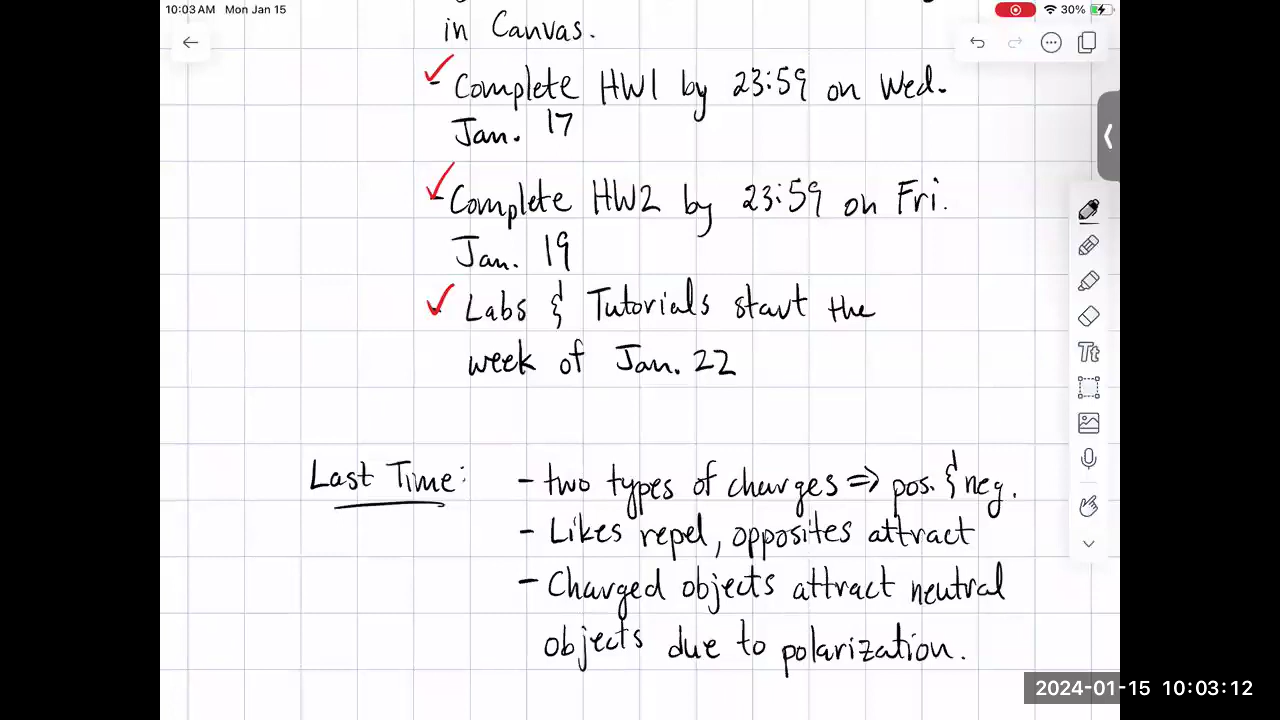 10:03 AM Mon Jan 15
30%
in Canvas.
- Complete HW1 by 23:59 on Wed.
Jan. 17
- Complete HW2 by 23:59 on Fri.
Jan. 19
- Labs & Tutorials start the
week of Jan. 22
Tt
Last Time: - two types of charges => pos. & neg.
- Likes repel, opposites attract
- Charged objects attract neutral
objects due to polarization.
2024-01-15 10:03:12